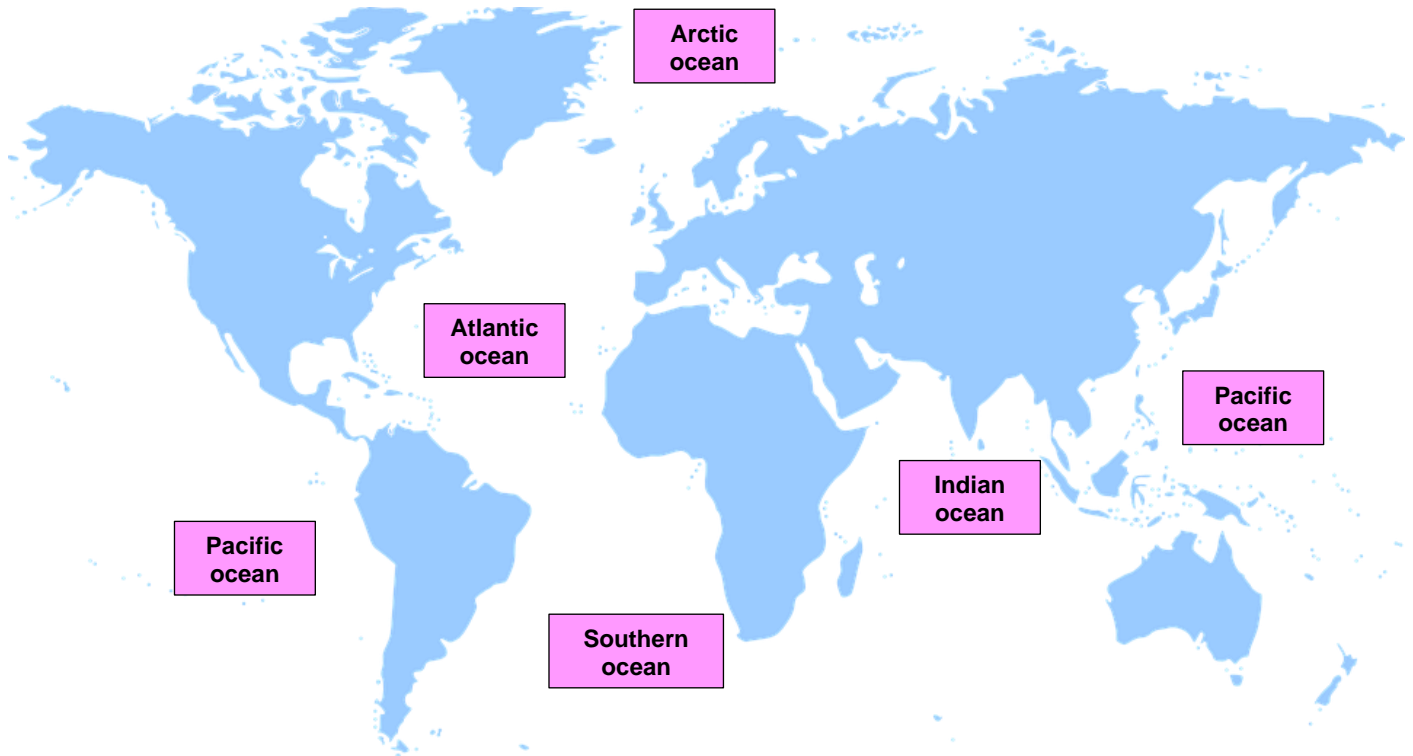 Arctic
ocean
Atlantic
ocean
Pacific
ocean
Indian
ocean
Pacific
ocean
Southern
ocean